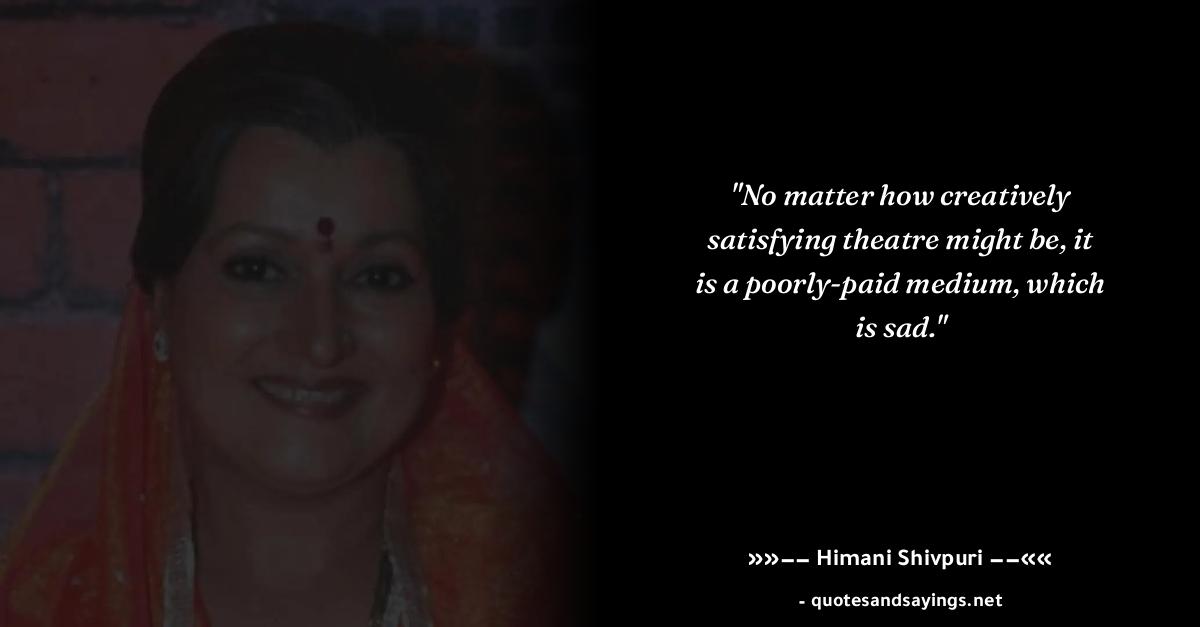 "No matter how creatively
satisfying theatre might be, it
is a poorly-paid medium, which
is sad."
»»−− Himani Shivpuri −−««
- quotesandsayings.net